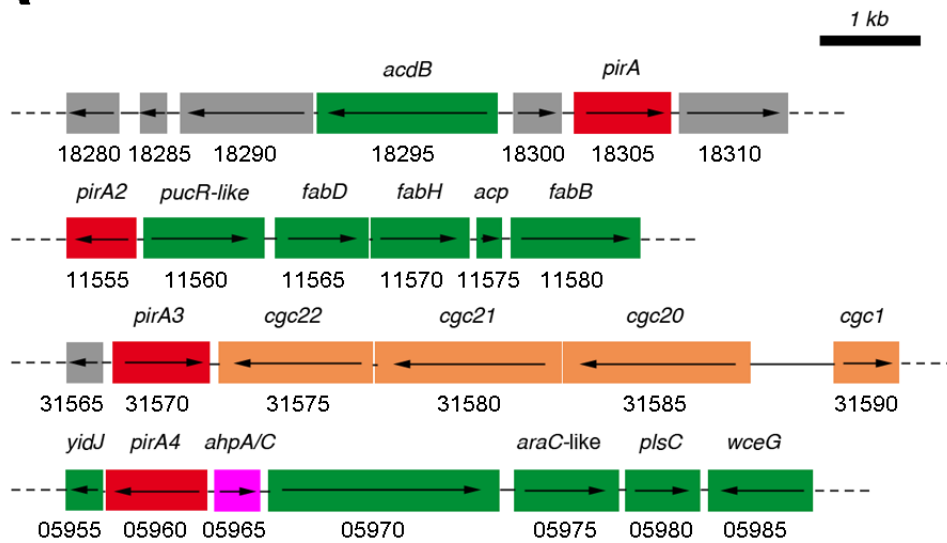 1 kb
acdB pirA
18280 18285 18290 18295 18300 18305 18310
pirA2 pucR-like fabD fabH acp fabB
11555 11560 11565 11570 11575 11580
pirA3 cgc22 cgc21 cgc20 cgc1
31565 31570 31575 31580 31585 31590
yidJ pirA4 ahpA/C araC-like plsC wceG
05955 05960 05965 05970 05975 05980 05985